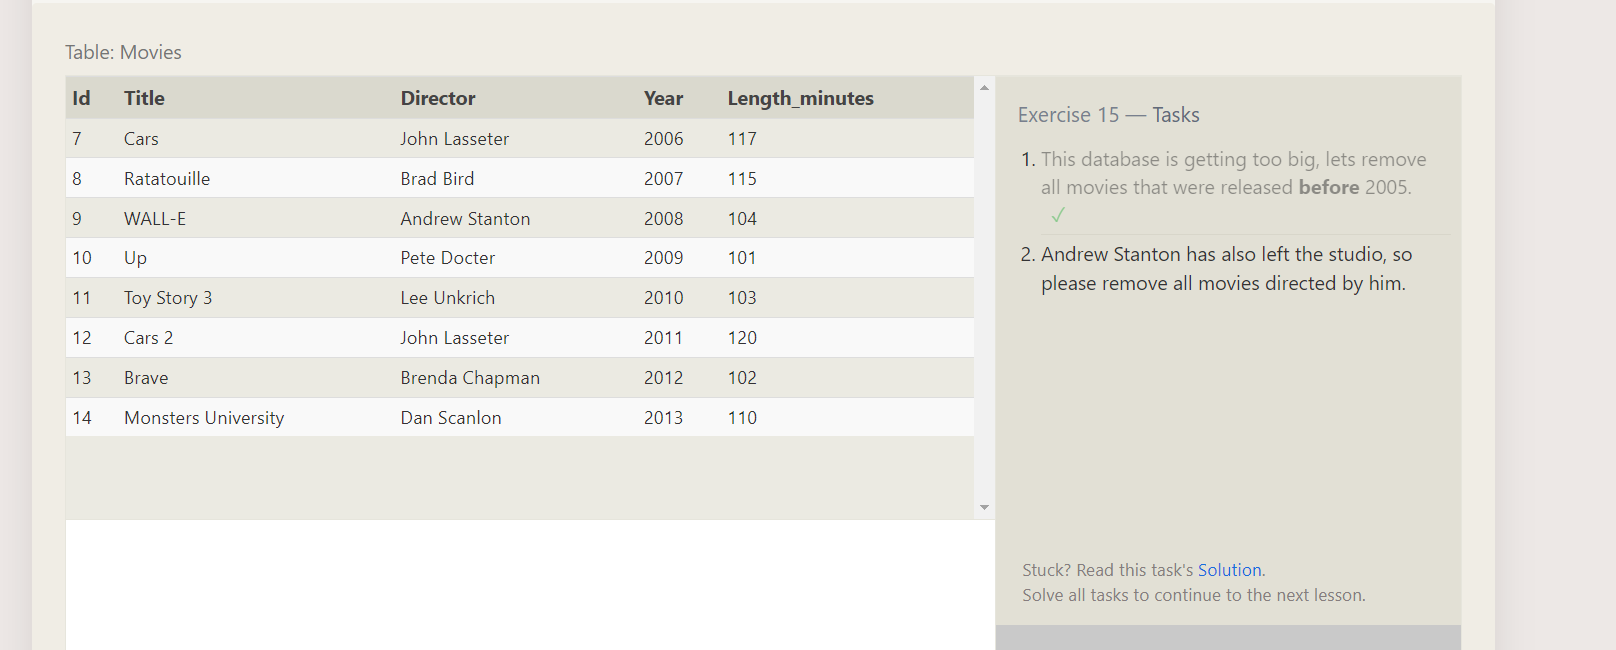 Table: Movies
Id Title Director Year Length_minutes
7 Cars John Lasseter 2006 117
8 Ratatouille Brad Bird 2007 115
9 WALL-E Andrew Stanton 2008 104
10 Up Pete Docter 2009 101
11 Toy Story 3 Lee Unkrich 2010 103
12 Cars 2 John Lasseter 2011 120
13 Brave Brenda Chapman 2012 102
14 Monsters University Dan Scanlon 2013 110
Exercise 15 — Tasks
1. This database is getting too big, lets remove
all movies that were released before 2005.
✓
2. Andrew Stanton has also left the studio, so
please remove all movies directed by him.
Stuck? Read this task's Solution.
Solve all tasks to continue to the next lesson.